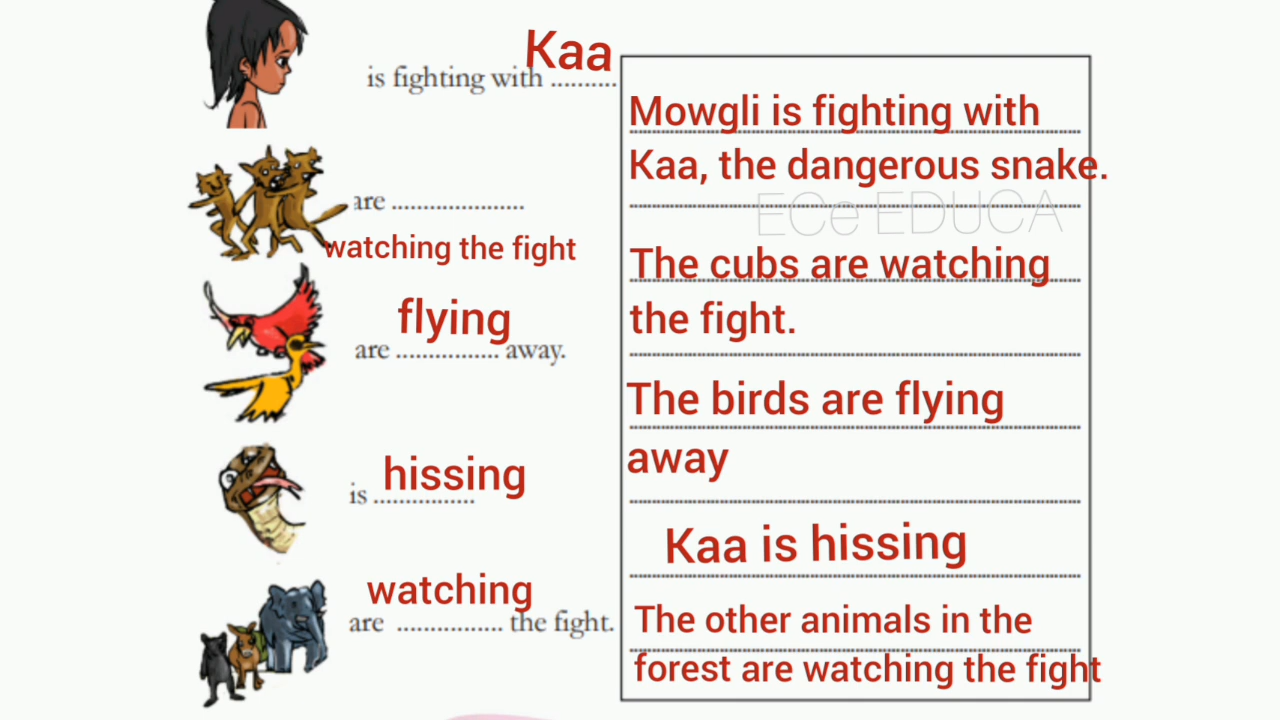 Kaa
is fighting with ..........
are .....................
watching the fight
flying
are ................ away.
hissing
is ...............
watching
are ................ the fight.
Mowgli is fighting with
Kaa, the dangerous snake.
ECe EDUCA
The cubs are watching
the fight.
The birds are flying
away
Kaa is hissing
The other animals in the
forest are watching the fight